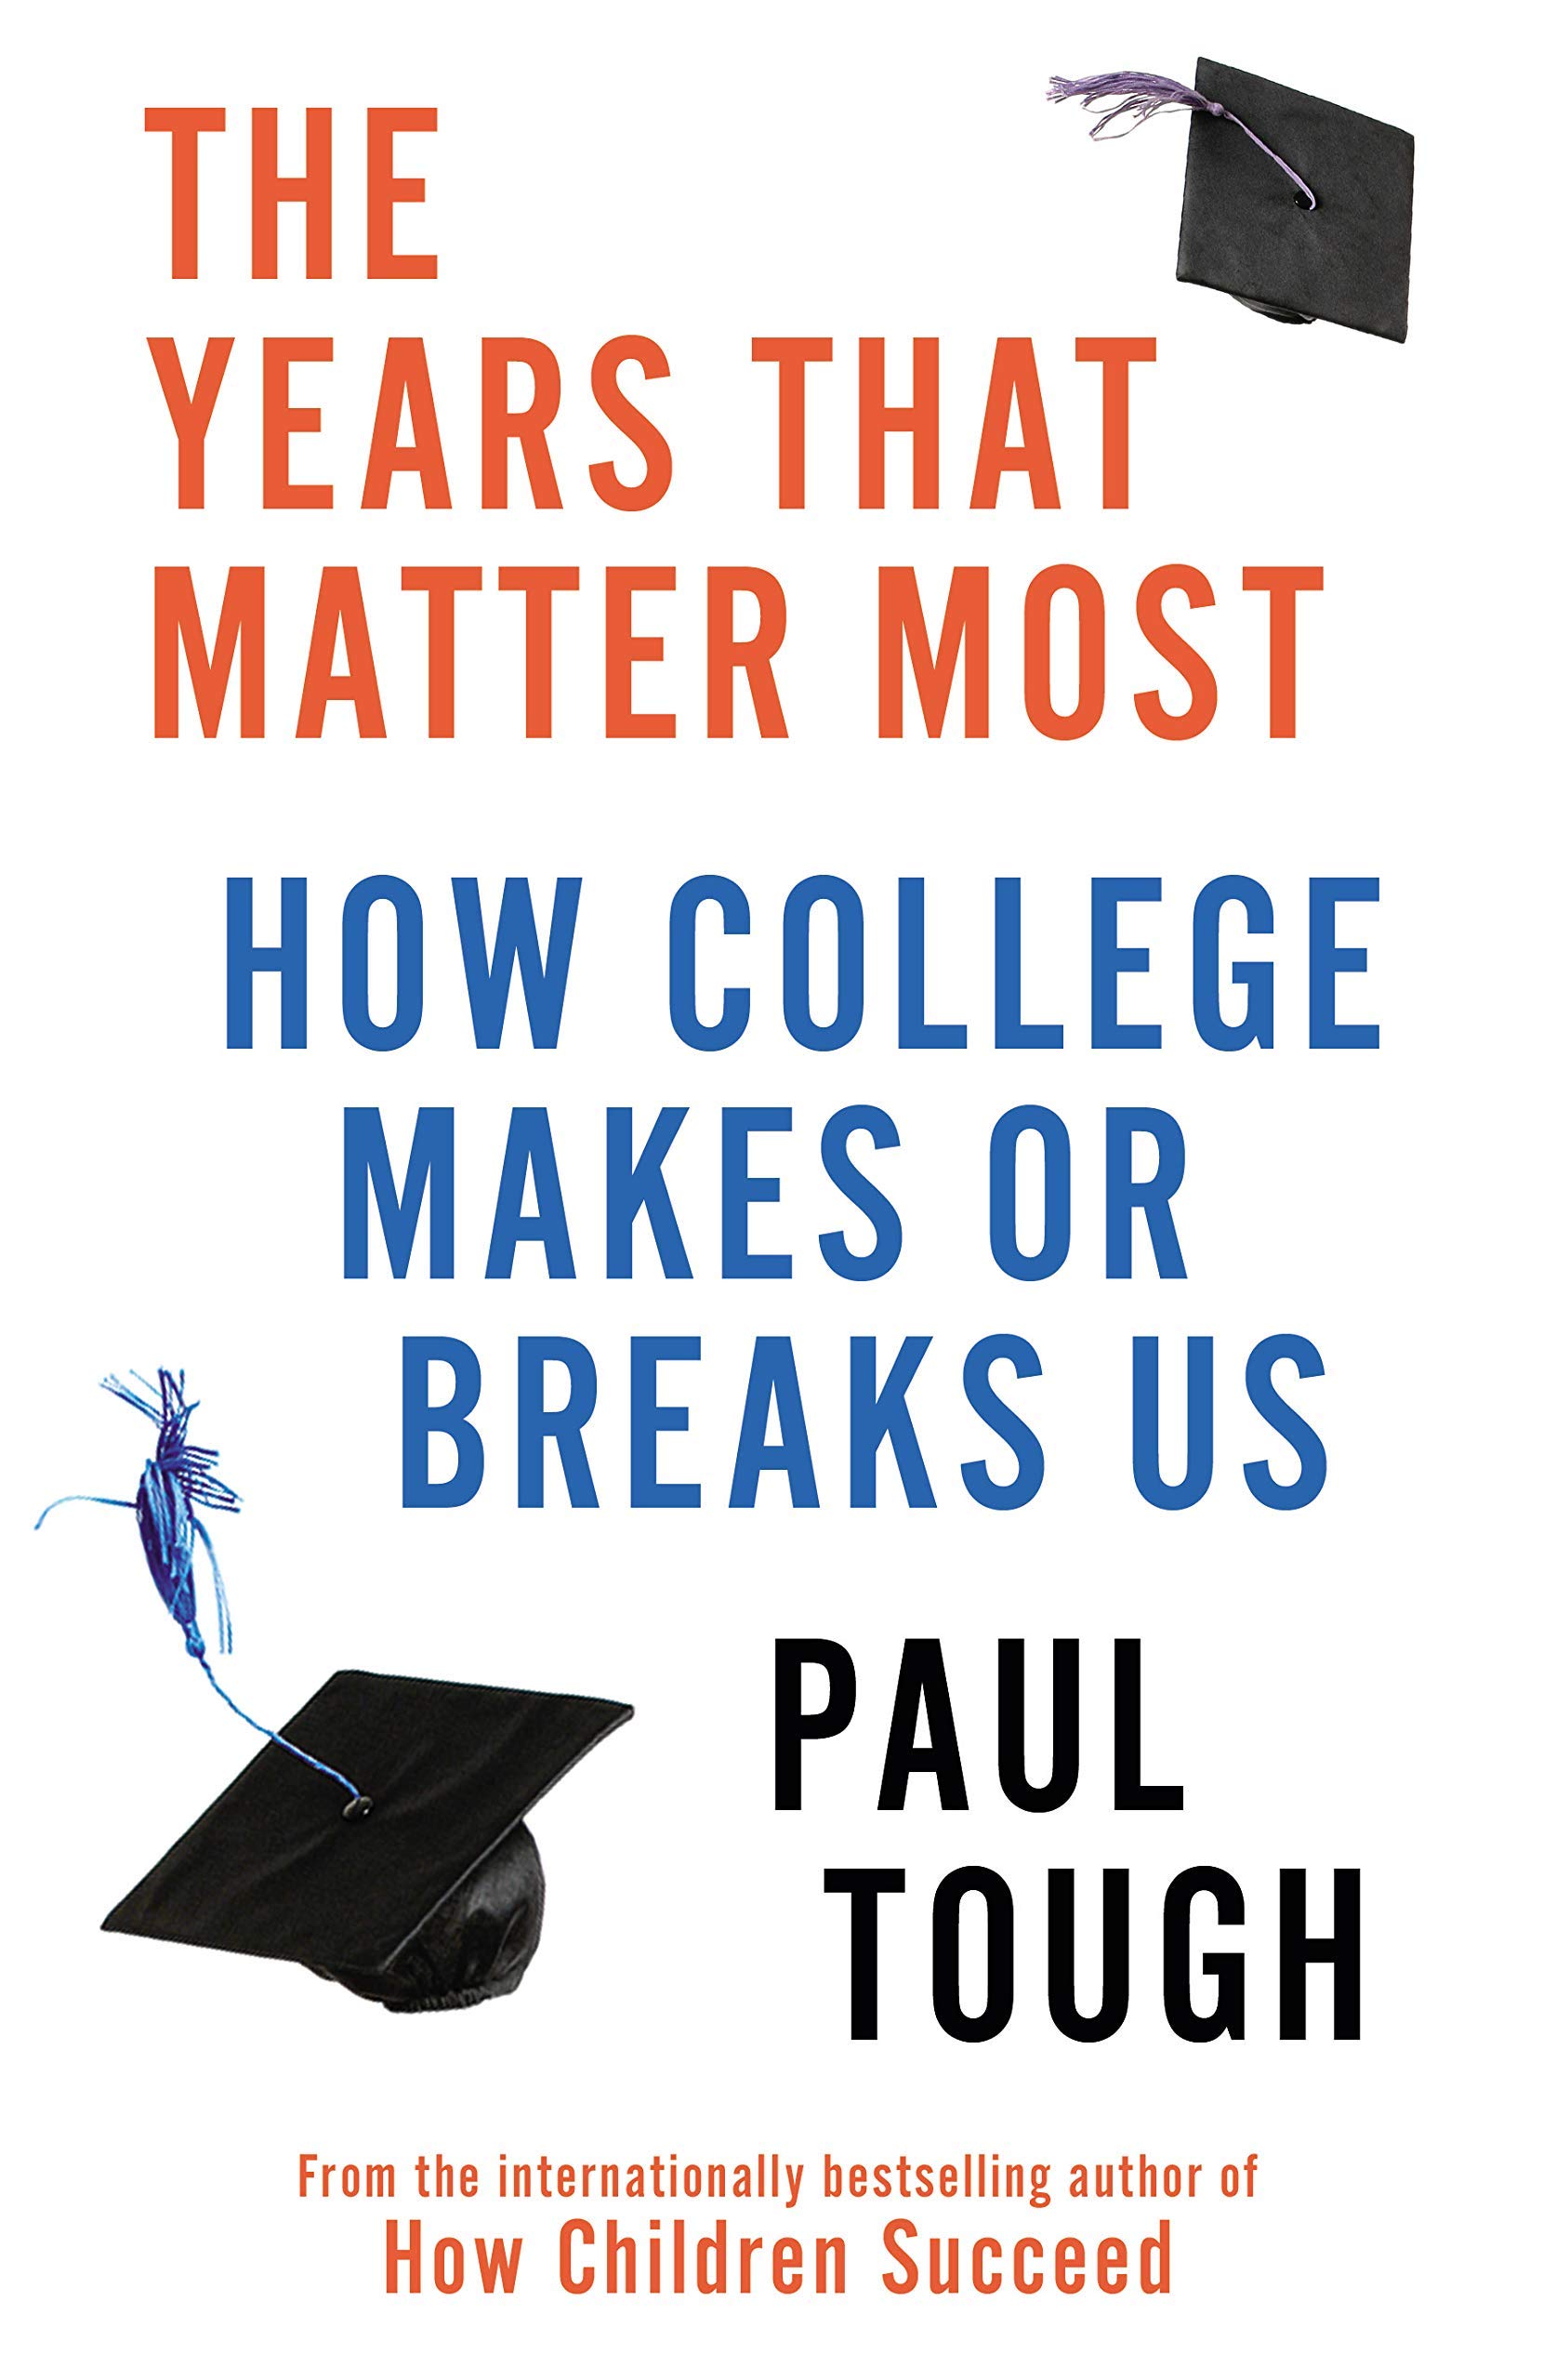 THE
YEARS THAT
MATTER MOST
HOW COLLEGE
MAKES OR
BREAKS US
PAUL
TOUGH
From the internationally bestselling author of
How Children Succeed